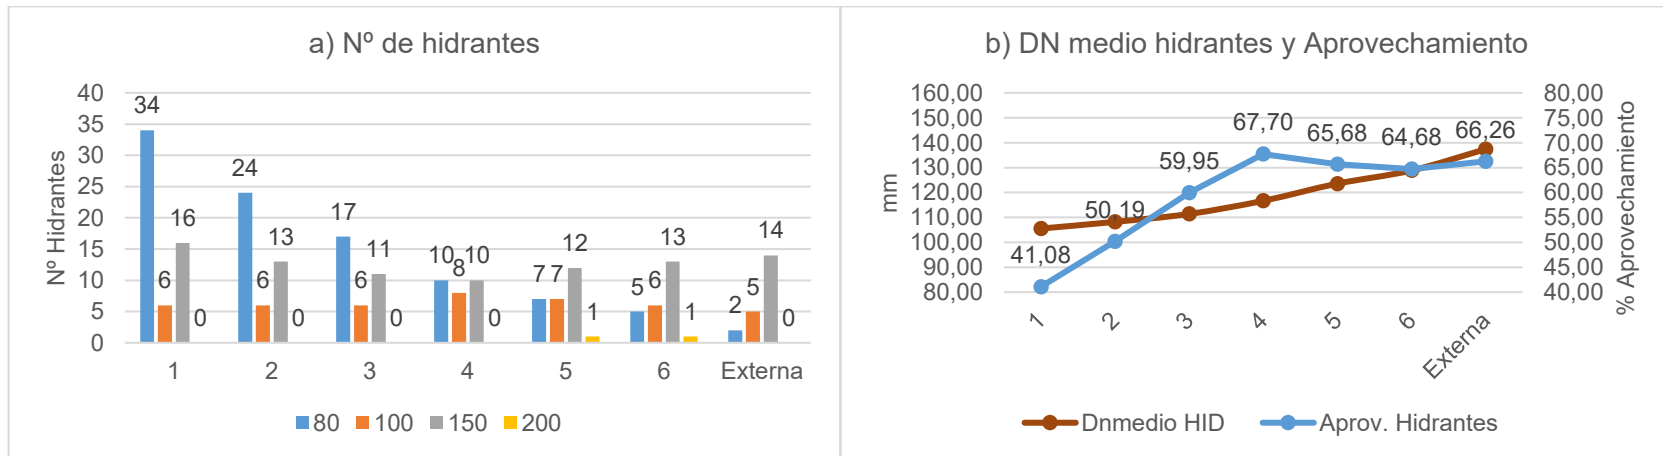 a) Nº de hidrantes
Nº Hidrantes
40
35
30
25
20
15
10
5
0
34 6 16 0
24 6 13 0
17 6 11 0
10 8 10 0
7 7 12 1
5 6 13 1
2 5 14 0
1 2 3 4 5 6 Externa
80 100 150 200
b) DN medio hidrantes y Aprovechamiento
mm
160,00
150,00
140,00
130,00
120,00
110,00
100,00
90,00
80,00
41,08 50,19 59,95 67,70 65,68 64,68 66,26
80,00
75,00
70,00
65,00
60,00
55,00
50,00
45,00
40,00
% Aprovechamiento
1 2 3 4 5 6 Externa
Dnmedio HID Aprov. Hidrantes